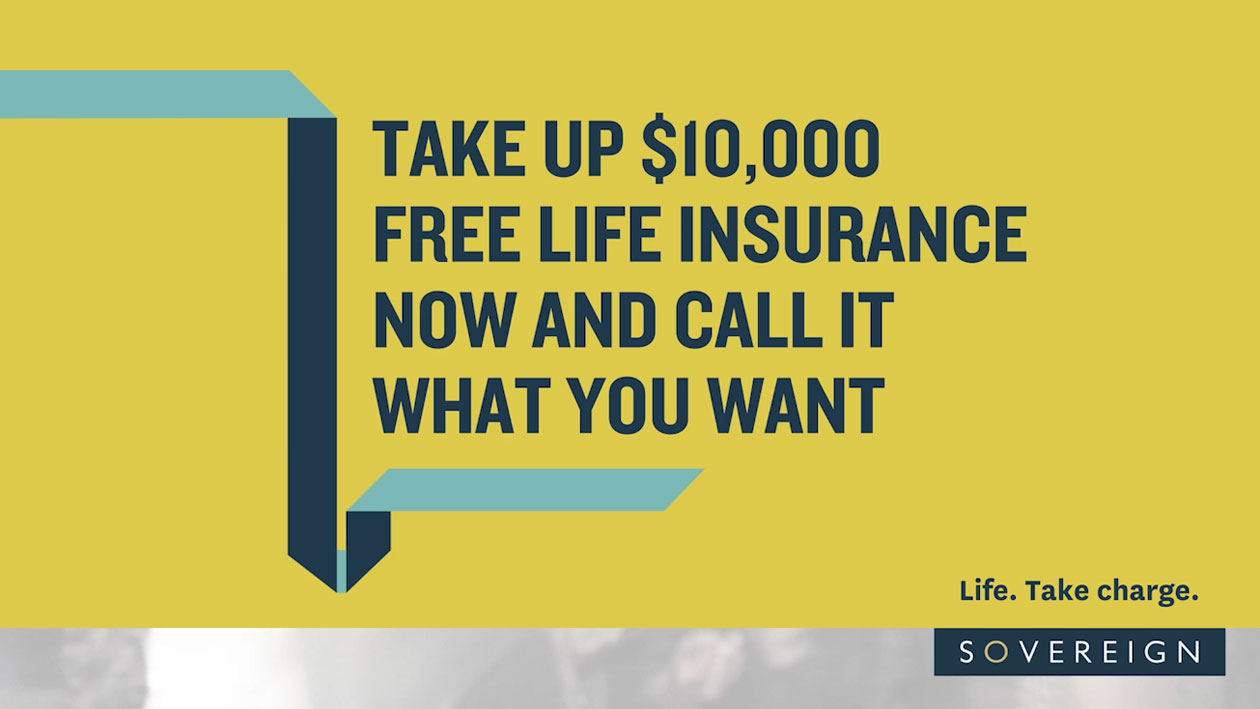 TAKE UP $10,000
FREE LIFE INSURANCE
NOW AND CALL IT
WHAT YOU WANT
Life. Take charge.
SOVEREIGN